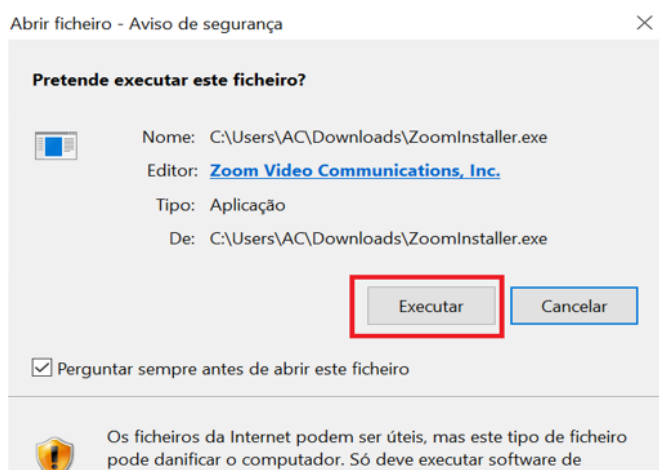 Abrir ficheiro - Aviso de segurança
Pretende executar este ficheiro?
Nome: C:\Users\AC\Downloads\ZoomInstaller.exe
Editor: Zoom Video Communications, Inc.
Tipo: Aplicação
De: C:\Users\AC\Downloads\ZoomInstaller.exe
Executar Cancelar
Perguntar sempre antes de abrir este ficheiro
Os ficheiros da Internet podem ser úteis, mas este tipo de ficheiro
pode danificar o computador. Só deve executar software de